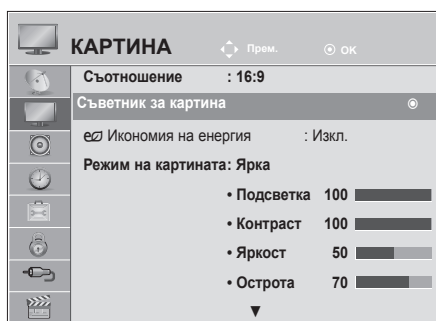 КАРТИНА Прем. ОК
Съотношение : 16:9
Съветник за картина
Икономия на енергия : Изкл.
Режим на картината: Ярка
• Подсветка 100
• Контраст 100
• Яркост 50
• Острота 70